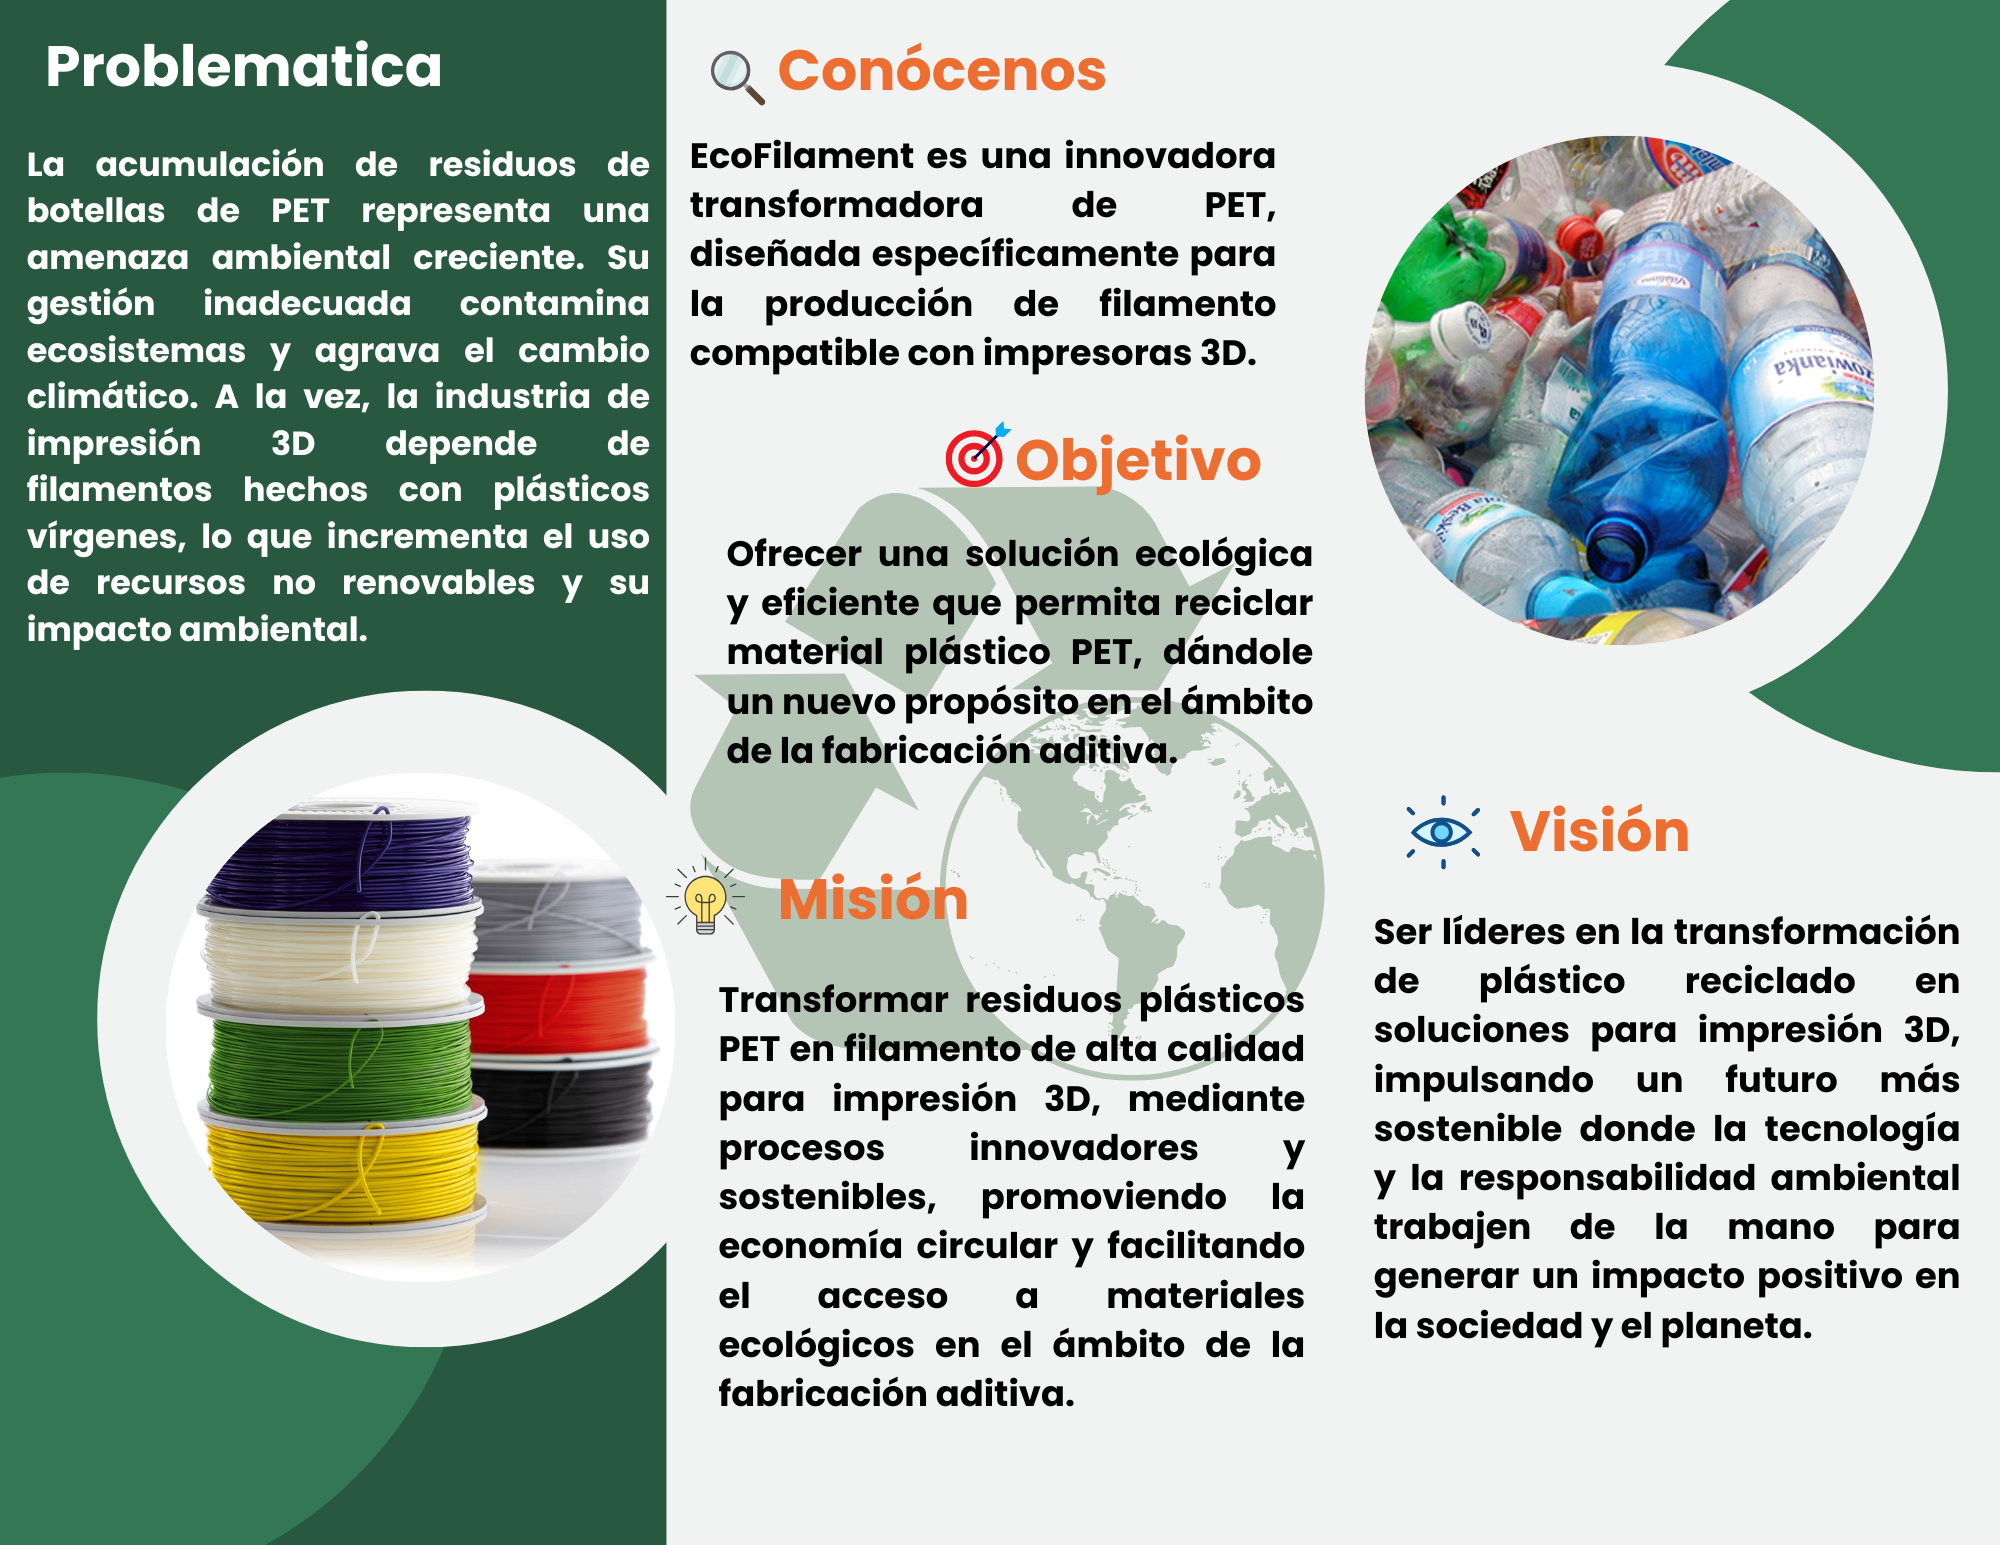 Problematica
La acumulación de residuos de
botellas de PET representa una
amenaza ambiental creciente. Su
gestión inadecuada contamina
ecosistemas y agrava el cambio
climático. A la vez, la industria de
impresión 3D depende de
filamentos hechos con plásticos
vírgenes, lo que incrementa el uso
de recursos no renovables y su
impacto ambiental.
Conócenos
EcoFilament es una innovadora
transformadora de PET,
diseñada específicamente para
la producción de filamento
compatible con impresoras 3D.
Objetivo
Ofrecer una solución ecológica
y eficiente que permita reciclar
material plástico PET, dándole
un nuevo propósito en el ámbito
de la fabricación aditiva.
Misión
Transformar residuos plásticos
PET en filamento de alta calidad
para impresión 3D, mediante
procesos innovadores y
sostenibles, promoviendo la
economía circular y facilitando
el acceso a materiales
ecológicos en el ámbito de la
fabricación aditiva.
Visión
Ser líderes en la transformación
de plástico reciclado en
soluciones para impresión 3D,
impulsando un futuro más
sostenible donde la tecnología
y la responsabilidad ambiental
trabajen de la mano para
generar un impacto positivo en
la sociedad y el planeta.